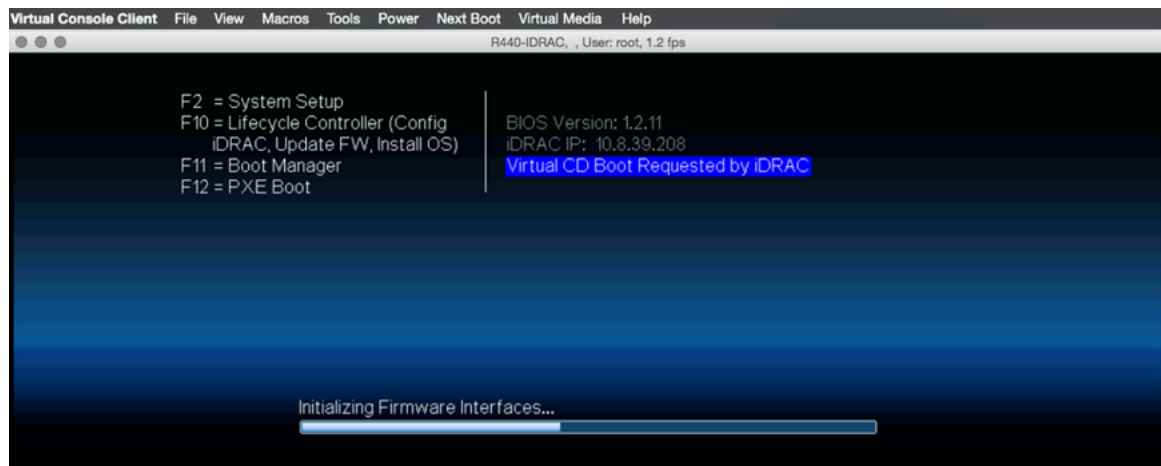 Virtual Console Client File View Macros Tools Power Next Boot Virtual Media Help
R440-IDRAC, , User: root, 1.2 fps
F2 = System Setup
F10 = Lifecycle Controller (Config
iDRAC, Update FW, Install OS)
F11 = Boot Manager
F12 = PXE Boot
BIOS Version: 1.2.11
iDRAC IP: 10.8.39.208
Virtual CD Boot Requested by iDRAC
Initializing Firmware Interfaces...